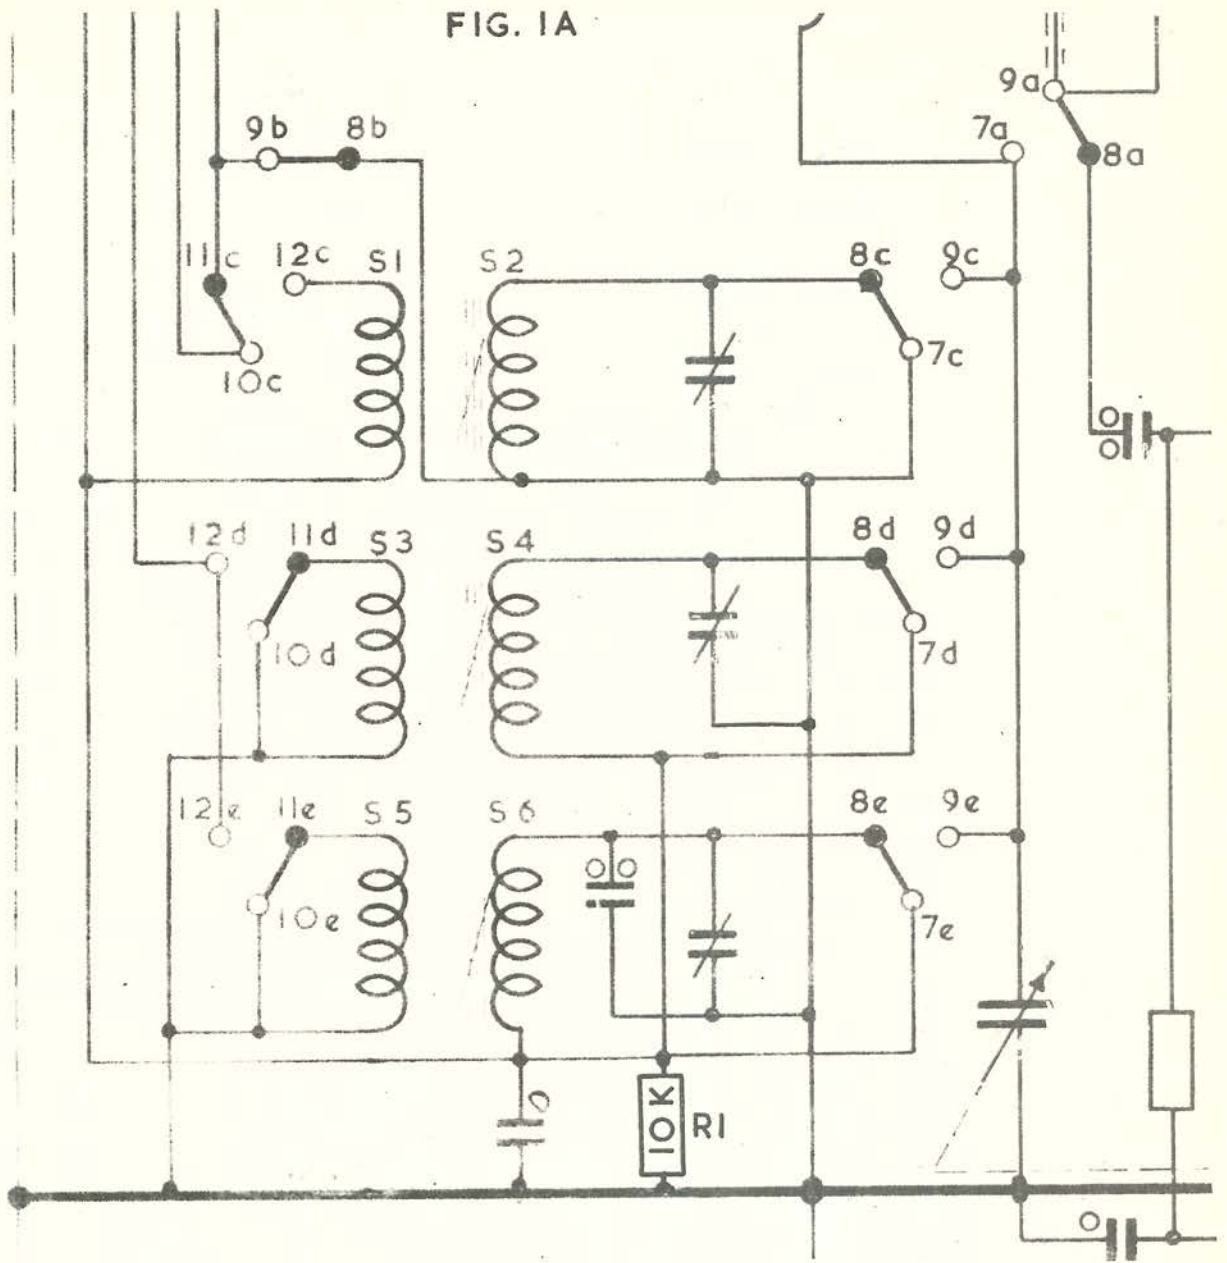 FIG. 1A
9a
7a
8a
9b 8b
11c 12c S1 S2 8c 9c
10c 7c
12d 11d S3 S4 8d 9d
10d 7d
12e 11e S5 S6 8e 9e
10e 7e
10K R1